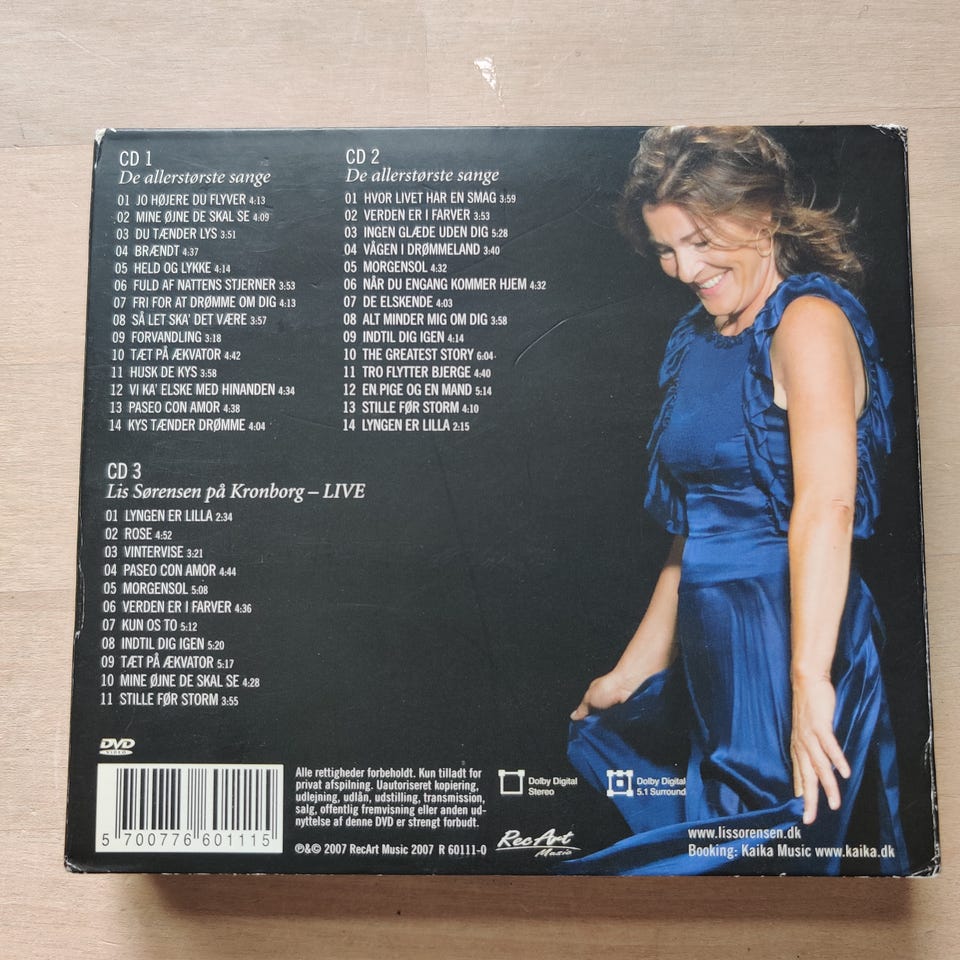 CD 1
De allerstørste sange
01 JO HØJERE DU FLYVER 4:13
02 MINE ØJNE DE SKAL SE 4:09
03 DU TÆNDER LYS 3:51
04 BRÆNDT 4:37
05 HELD OG LYKKE 4:14
06 FULD AF NATTENS STJERNER 3:53
07 FRI FOR AT DRØMME OM DIG 4:13
08 SÅ LET SKA' DET VÆRE 3:57
09 FORVANDLING 3:18
10 TÆT PÅ ÆKVATOR 4:42
11 HUSK DE KYS 3:58
12 VI KA' ELSKE MED HINANDEN 4:34
13 PASEO CON AMOR 4:38
14 KYS TÆNDER DRØMME 4:04
CD 2
De allerstørste sange
01 HVOR LIVET HAR EN SMAG 3:59
02 VERDEN ER I FARVER 3:53
03 INGEN GLÆDE UDEN DIG 5:28
04 VÅGEN I DRØMMELAND 3:40
05 MORGENSOL 4:32
06 NÅR DU ENGANG KOMMER HJEM 4:32
07 DE ELSKENDE 4:03
08 ALT MINDER MIG OM DIG 3:58
09 INDTIL DIG IGEN 4:14
10 THE GREATEST STORY 6:04
11 TRO FLYTTER BJERGE 4:40
12 EN PIGE OG EN MAND 5:14
13 STILLE FØR STORM 4:10
14 LYNGEN ER LILLA 2:15
CD 3
Lis Sørensen på Kronborg – LIVE
01 LYNGEN ER LILLA 2:34
02 ROSE 4:52
03 VINTERVISE 3:21
04 PASEO CON AMOR 4:44
05 MORGENSOL 5:08
06 VERDEN ER I FARVER 4:36
07 KUN OS TO 5:12
08 INDTIL DIG IGEN 5:20
09 TÆT PÅ ÆKVATOR 5:17
10 MINE ØJNE DE SKAL SE 4:28
11 STILLE FØR STORM 3:55
DVD
VIDEO
5 700776 601115
Alle rettigheder forbeholdt. Kun tilladt for
privat afspilning. Uautoriseret kopiering,
udlejning, udlån, udstilling, transmission,
salg, offentlig fremvisning eller anden ud-
nyttelse af denne DVD er strengt forbudt.
℗&© 2007 RecArt Music 2007 R 60111-0
Dolby Digital
Stereo
Dolby Digital
5.1 Surround
RecArt
Music
www.lissorensen.dk
Booking: Kaika Music www.kaika.dk